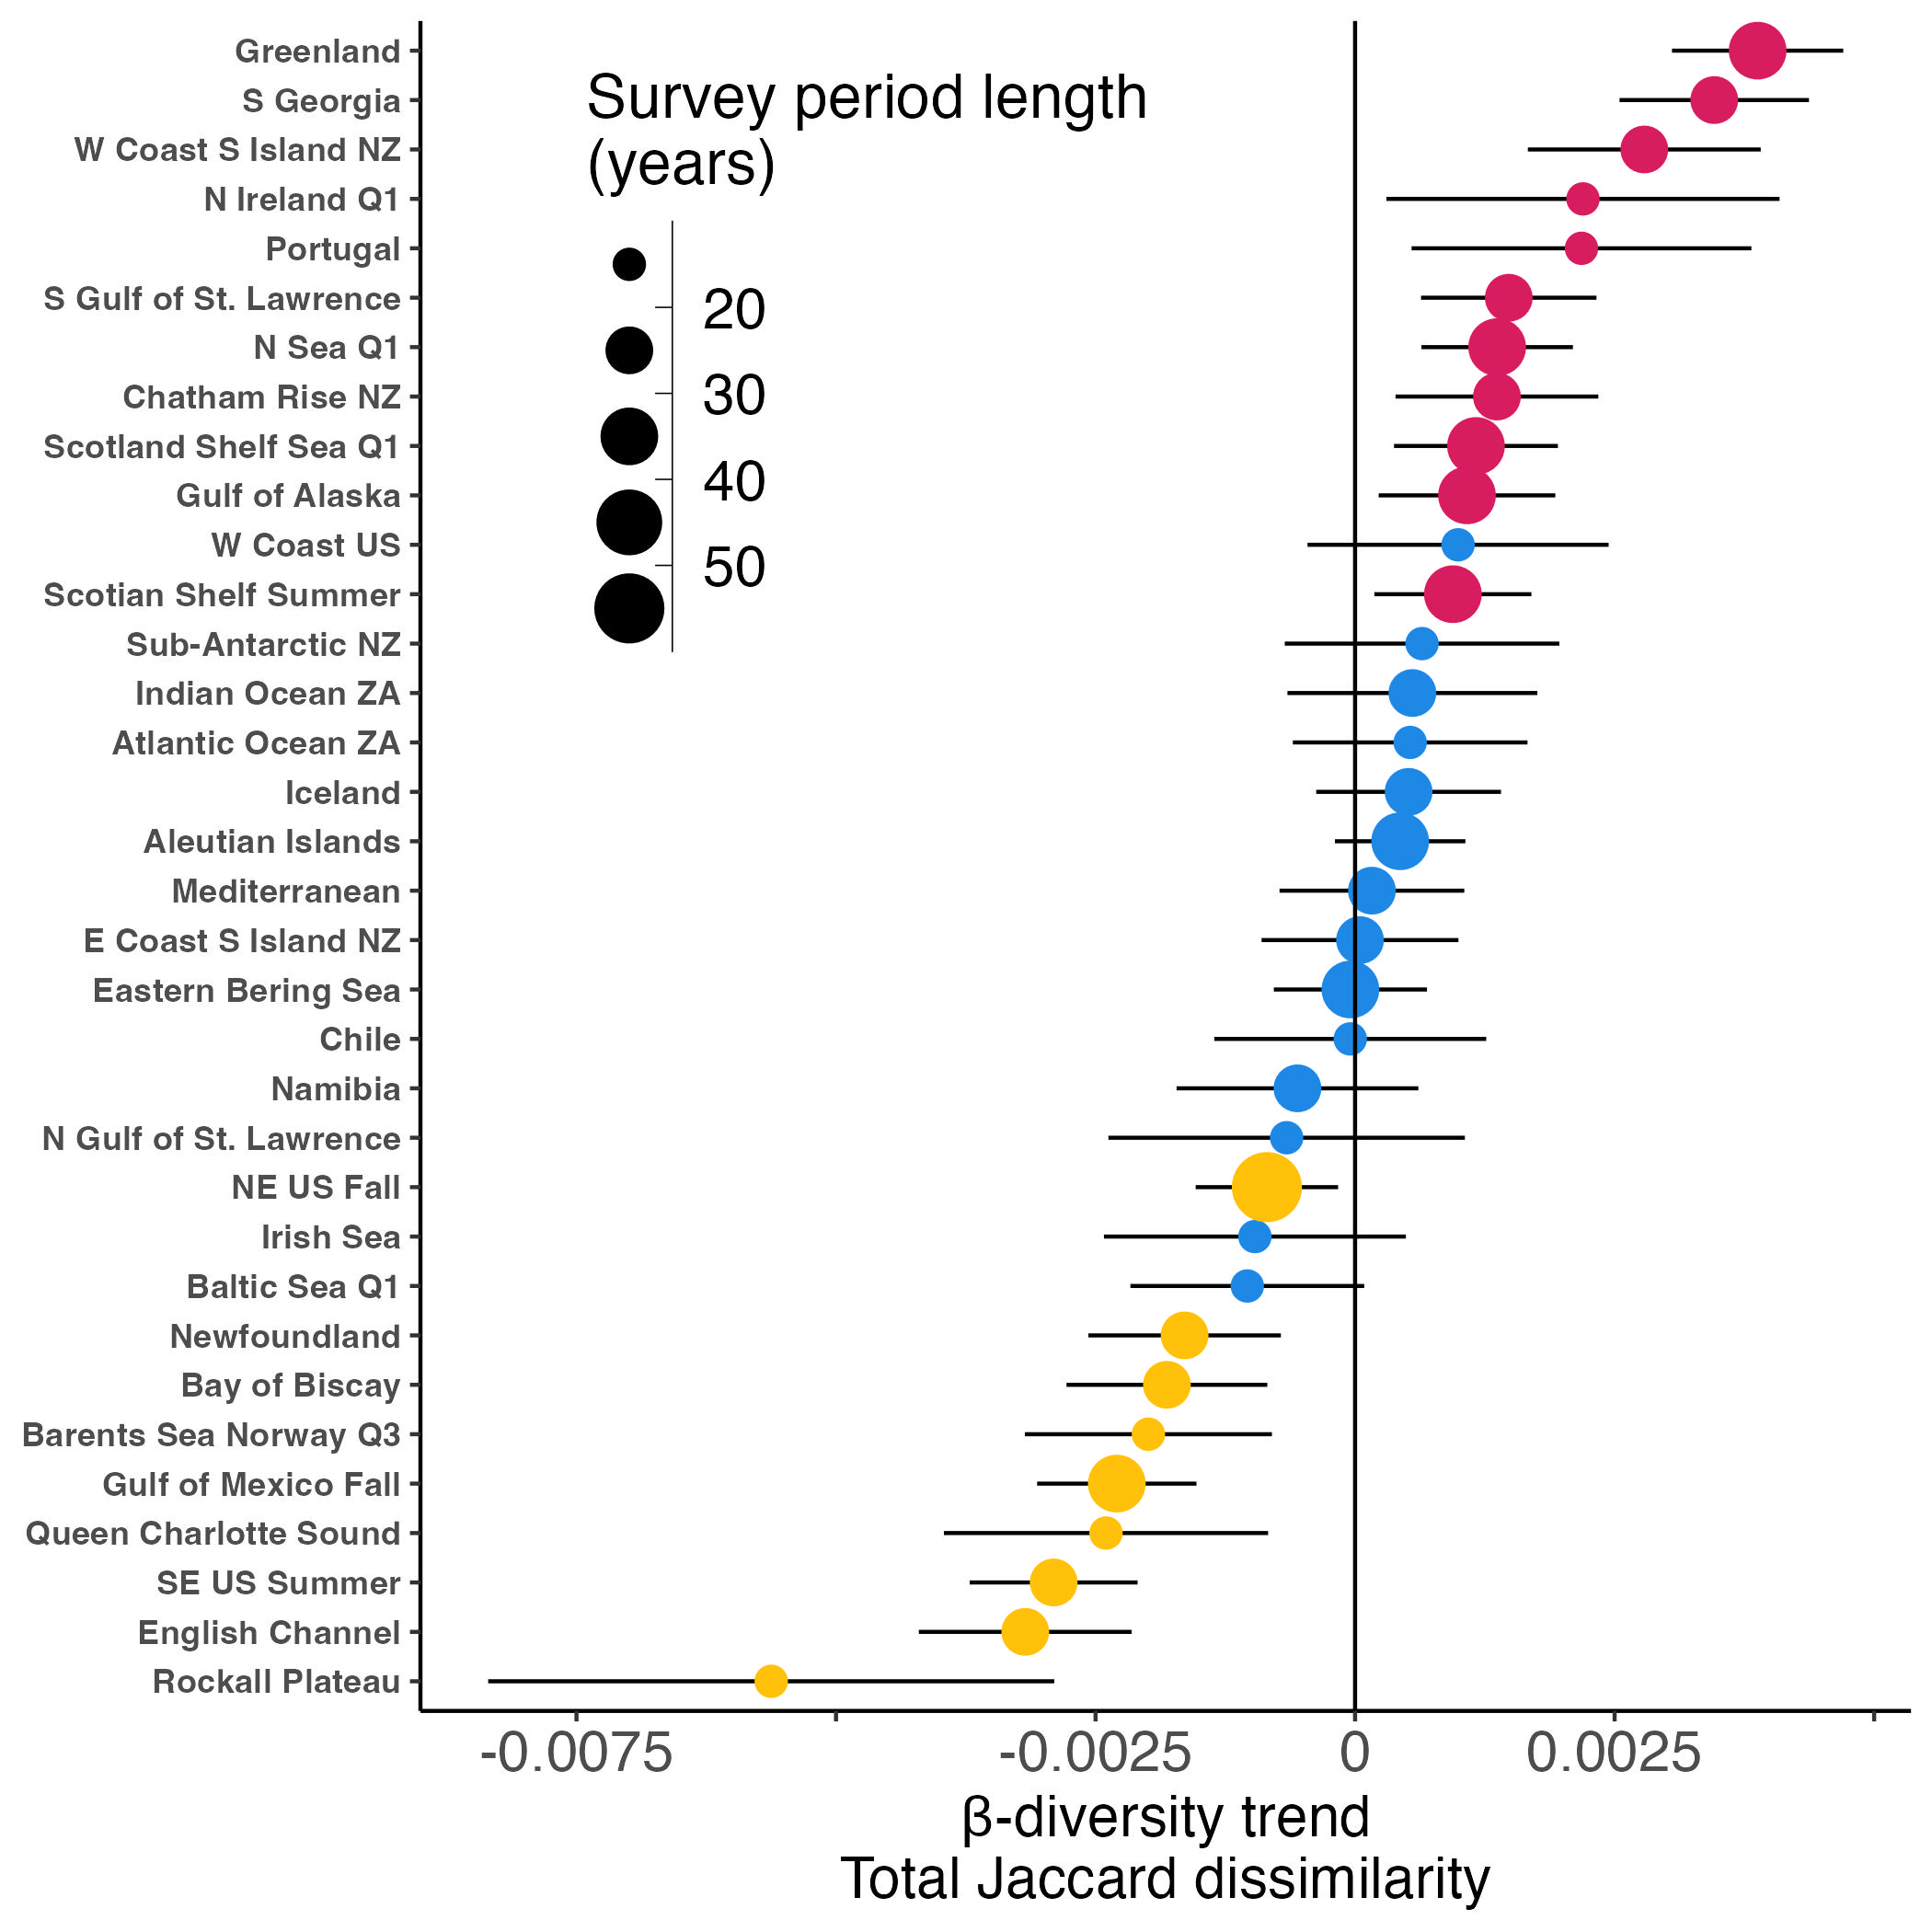 Greenland
S Georgia
W Coast S Island NZ
N Ireland Q1
Portugal
S Gulf of St. Lawrence
N Sea Q1
Chatham Rise NZ
Scotland Shelf Sea Q1
Gulf of Alaska
W Coast US
Scotian Shelf Summer
Sub-Antarctic NZ
Indian Ocean ZA
Atlantic Ocean ZA
Iceland
Aleutian Islands
Mediterranean
E Coast S Island NZ
Eastern Bering Sea
Chile
Namibia
N Gulf of St. Lawrence
NE US Fall
Irish Sea
Baltic Sea Q1
Newfoundland
Bay of Biscay
Barents Sea Norway Q3
Gulf of Mexico Fall
Queen Charlotte Sound
SE US Summer
English Channel
Rockall Plateau
Survey period length
(years)
20
30
40
50
-0.0075
-0.0025
0
0.0025
β-diversity trend
Total Jaccard dissimilarity